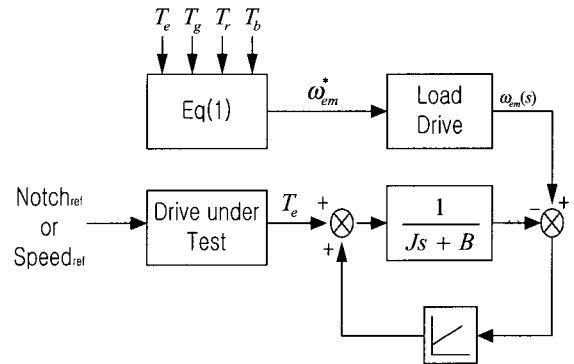 T_e T_g T_r T_b
Eq(1)
ω*_em
Load
Drive
ω_em(s)
Notch_ref
or
Speed_ref
Drive under
Test
T_e
+
+
1
Js + B
−
+